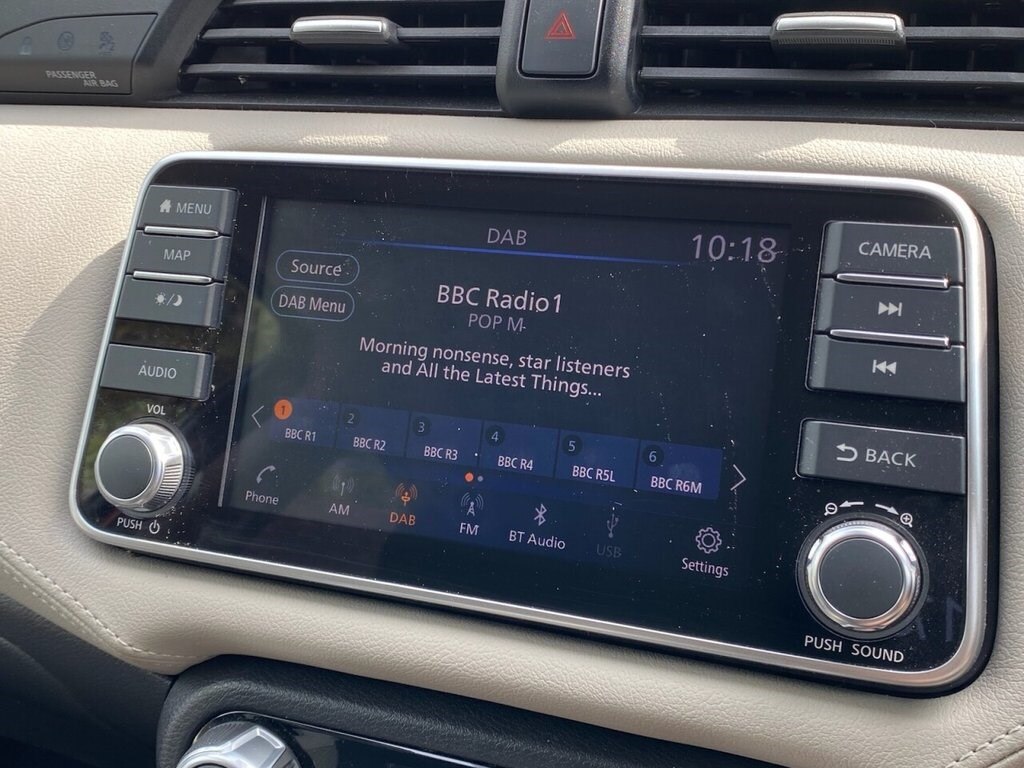 PASSENGER
AIR BAG
MENU
MAP
AUDIO
VOL
PUSH
DAB
10:18
Source
DAB Menu
BBC Radio1
POP M
Morning nonsense, star listeners
and All the Latest Things...
1
BBC R1
2
BBC R2
3
BBC R3
4
BBC R4
5
BBC R5L
6
BBC R6M
Phone
AM
DAB
FM
BT Audio
USB
Settings
CAMERA
BACK
PUSH SOUND